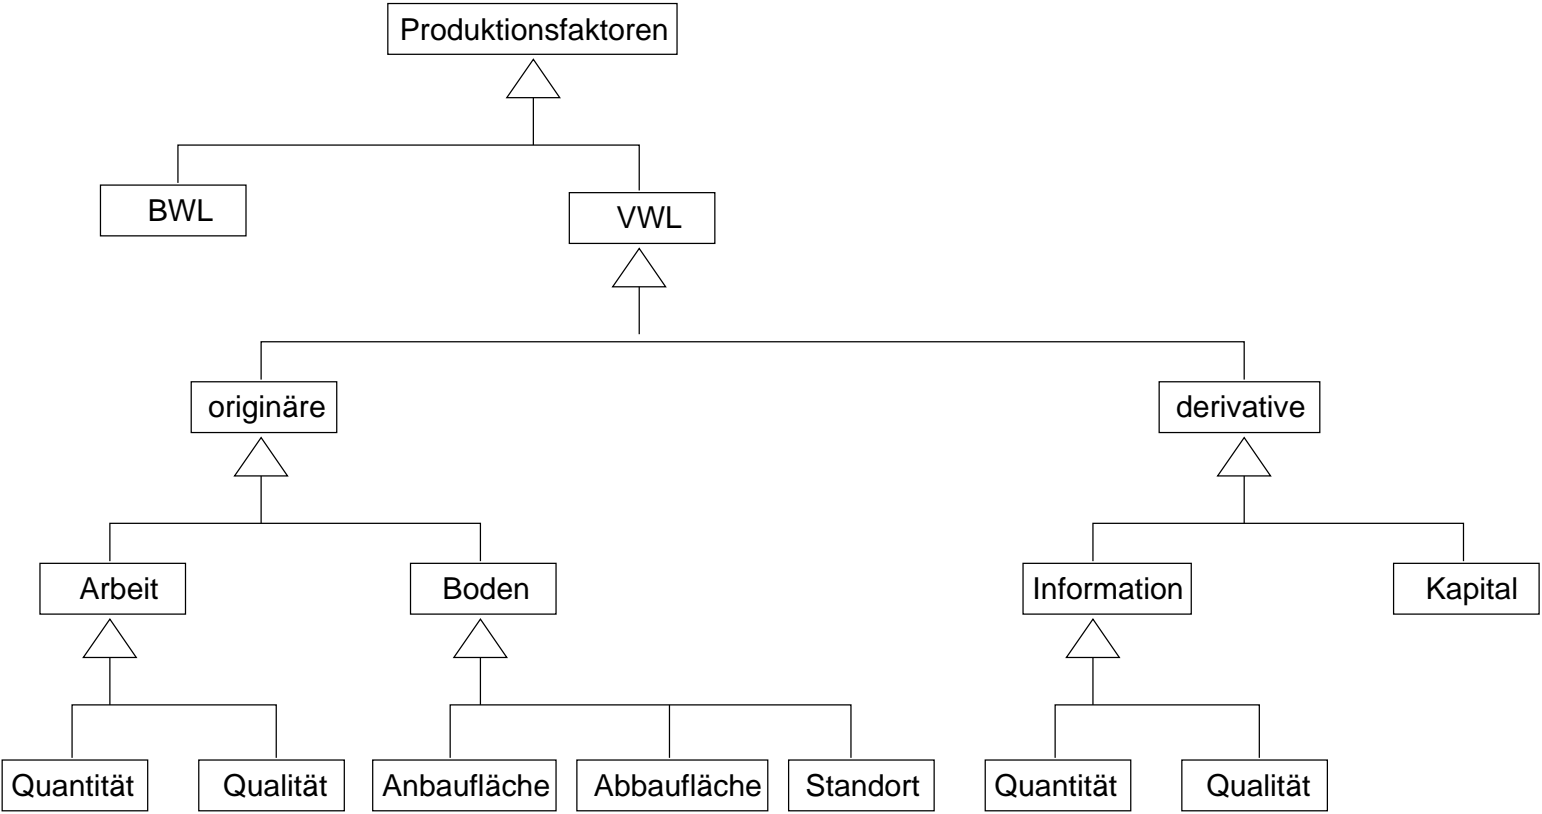 Produktionsfaktoren
BWL
VWL
originäre
derivative
Arbeit
Boden
Information
Kapital
Quantität
Qualität
Anbaufläche
Abbaufläche
Standort
Quantität
Qualität